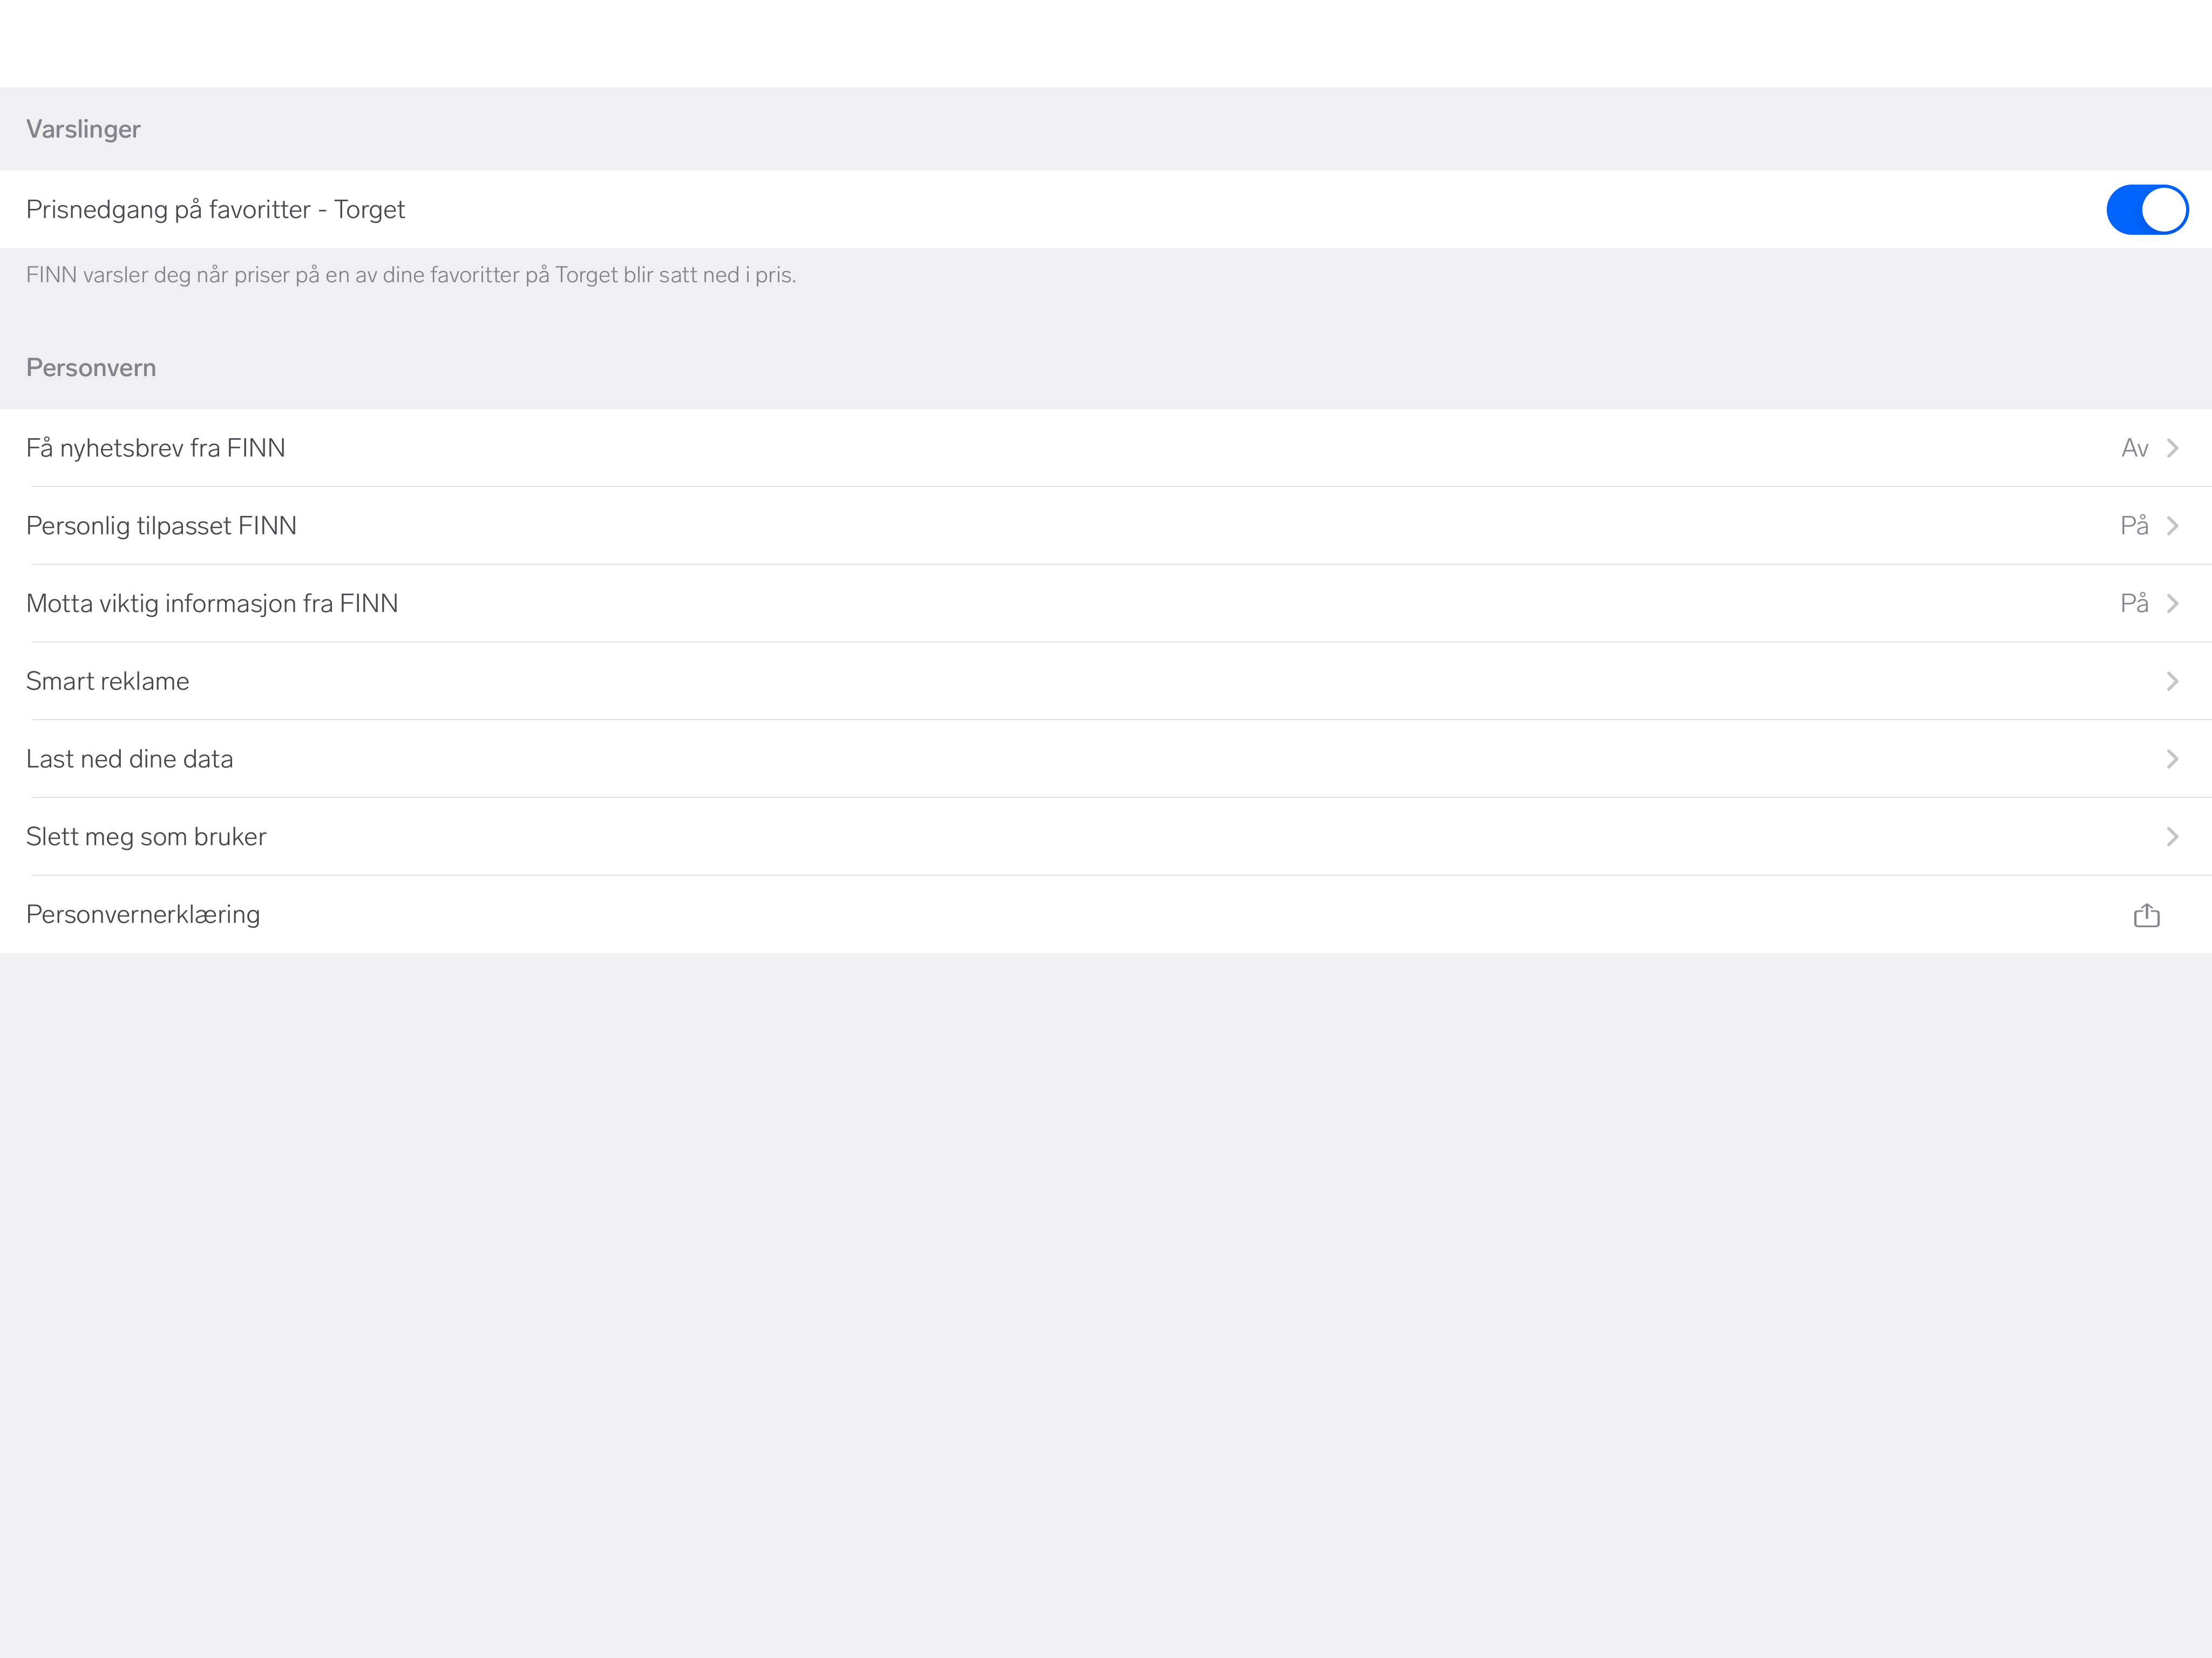 Varslinger
Prisnedgang på favoritter - Torget
FINN varsler deg når priser på en av dine favoritter på Torget blir satt ned i pris.
Personvern
Få nyhetsbrev fra FINN Av
Personlig tilpasset FINN På
Motta viktig informasjon fra FINN På
Smart reklame
Last ned dine data
Slett meg som bruker
Personvernerklæring